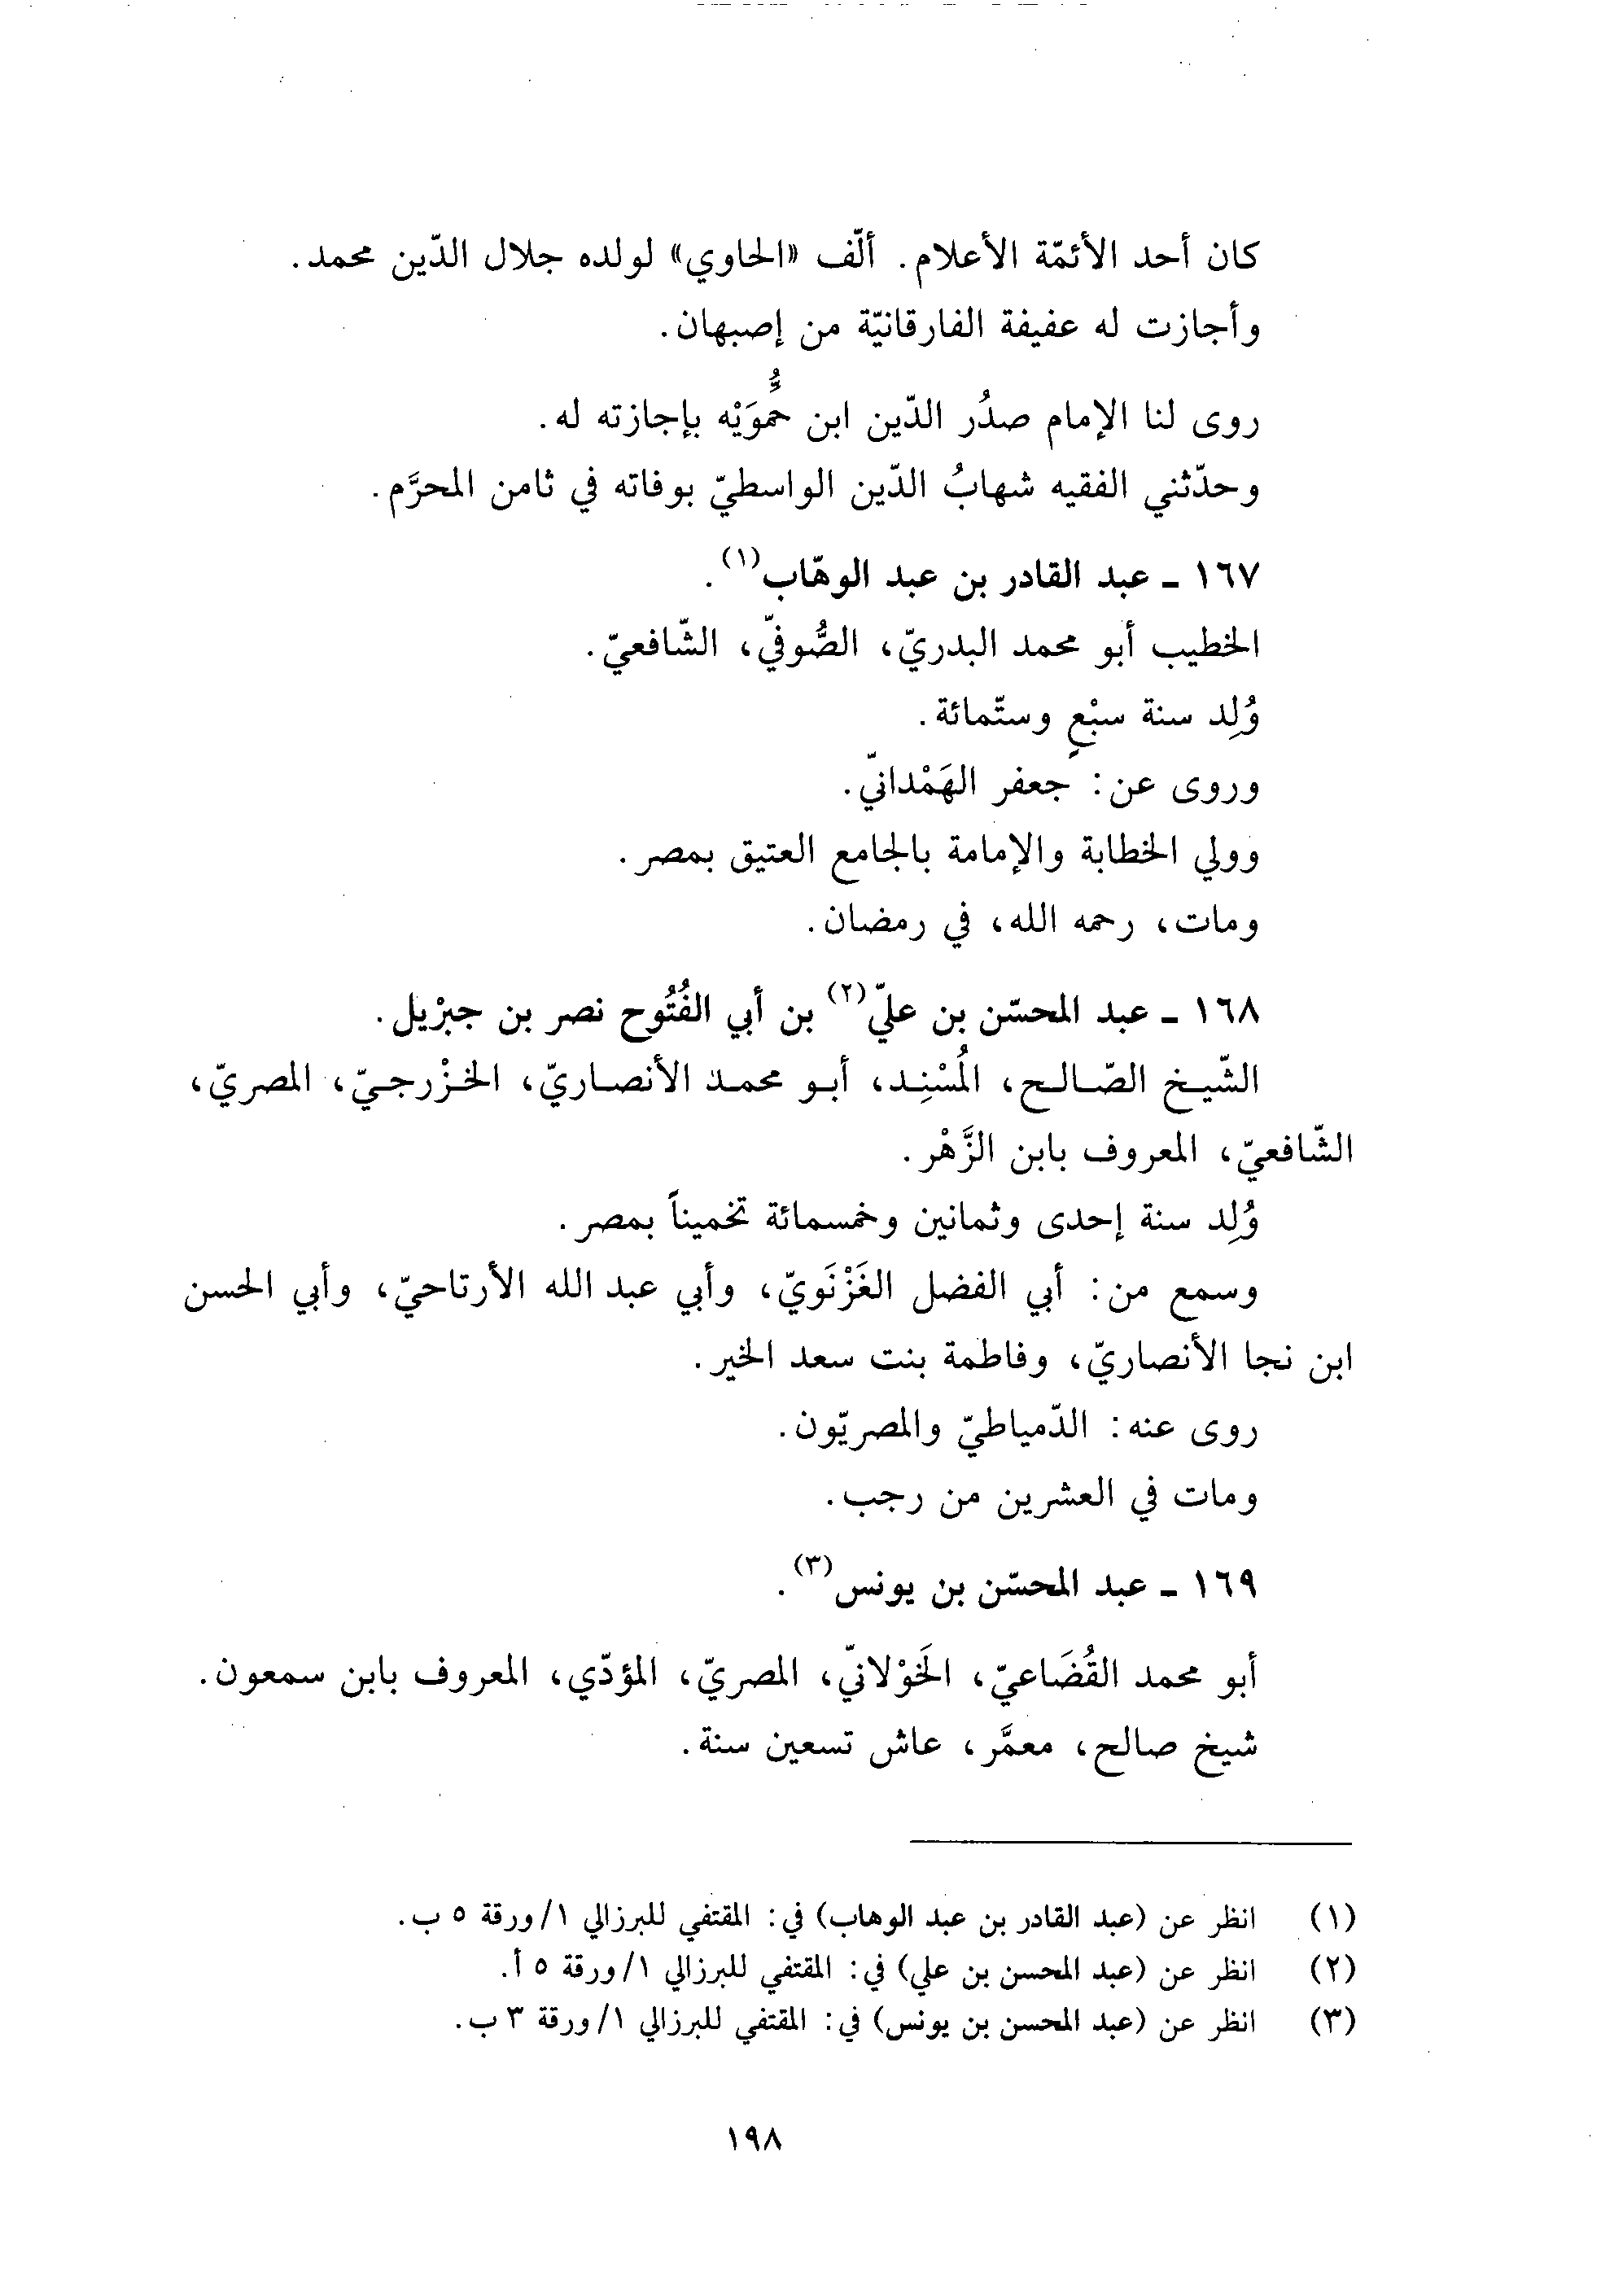 كان أحد الأئمّة الأعلام. ألّف «الحاوي» لولده جلال الدّين محمد.
وأجازت له عفيفة الفارقانيّة من إصبهان.
روى لنا الإمام صدُر الدّين ابن حمُّوَيْه بإجازته له.
وحدّثني الفقيه شهابُ الدّين الواسطيّ بوفاته في ثامن المحرَّم.
١٦٧ ـ عبد القادر بن عبد الوهّاب(١).
الخطيب أبو محمد البدريّ، الصُّوفيّ، الشّافعيّ.
وُلِد سنة سبْعٍ وستّمائة.
وروى عن: جعفر الهَمْدانيّ.
وولي الخطابة والإمامة بالجامع العتيق بمصر.
ومات، رحمه الله، في رمضان.
١٦٨ ـ عبد المحسّن بن عليّ(٢) بن أبي الفُتُوح نصر بن جبْريل.
الشّيخ الصّالح، المُسْنِد، أبو محمد الأنصاريّ، الخزْرجيّ، المصريّ،
الشّافعيّ، المعروف بابن الزَّهْر.
وُلِد سنة إحدى وثمانين وخمسمائة تخميناً بمصر.
وسمع من: أبي الفضل الغَزْنَويّ، وأبي عبد الله الأرتاحيّ، وأبي الحسن
ابن نجا الأنصاريّ، وفاطمة بنت سعد الخير.
روى عنه: الدّمياطيّ والمصريّون.
ومات في العشرين من رجب.
١٦٩ ـ عبد المحسّن بن يونس(٣).
أبو محمد القُضَاعيّ، الخَوْلانيّ، المصريّ، المؤدّي، المعروف بابن سمعون.
شيخ صالح، معمَّر، عاش تسعين سنة.
(١) انظر عن (عبد القادر بن عبد الوهاب) في: المقتفي للبرزالي ١/ورقة ٥ ب.
(٢) انظر عن (عبد المحسن بن علي) في: المقتفي للبرزالي ١/ورقة ٥ أ.
(٣) انظر عن (عبد المحسن بن يونس) في: المقتفي للبرزالي ١/ورقة ٣ ب.
١٩٨